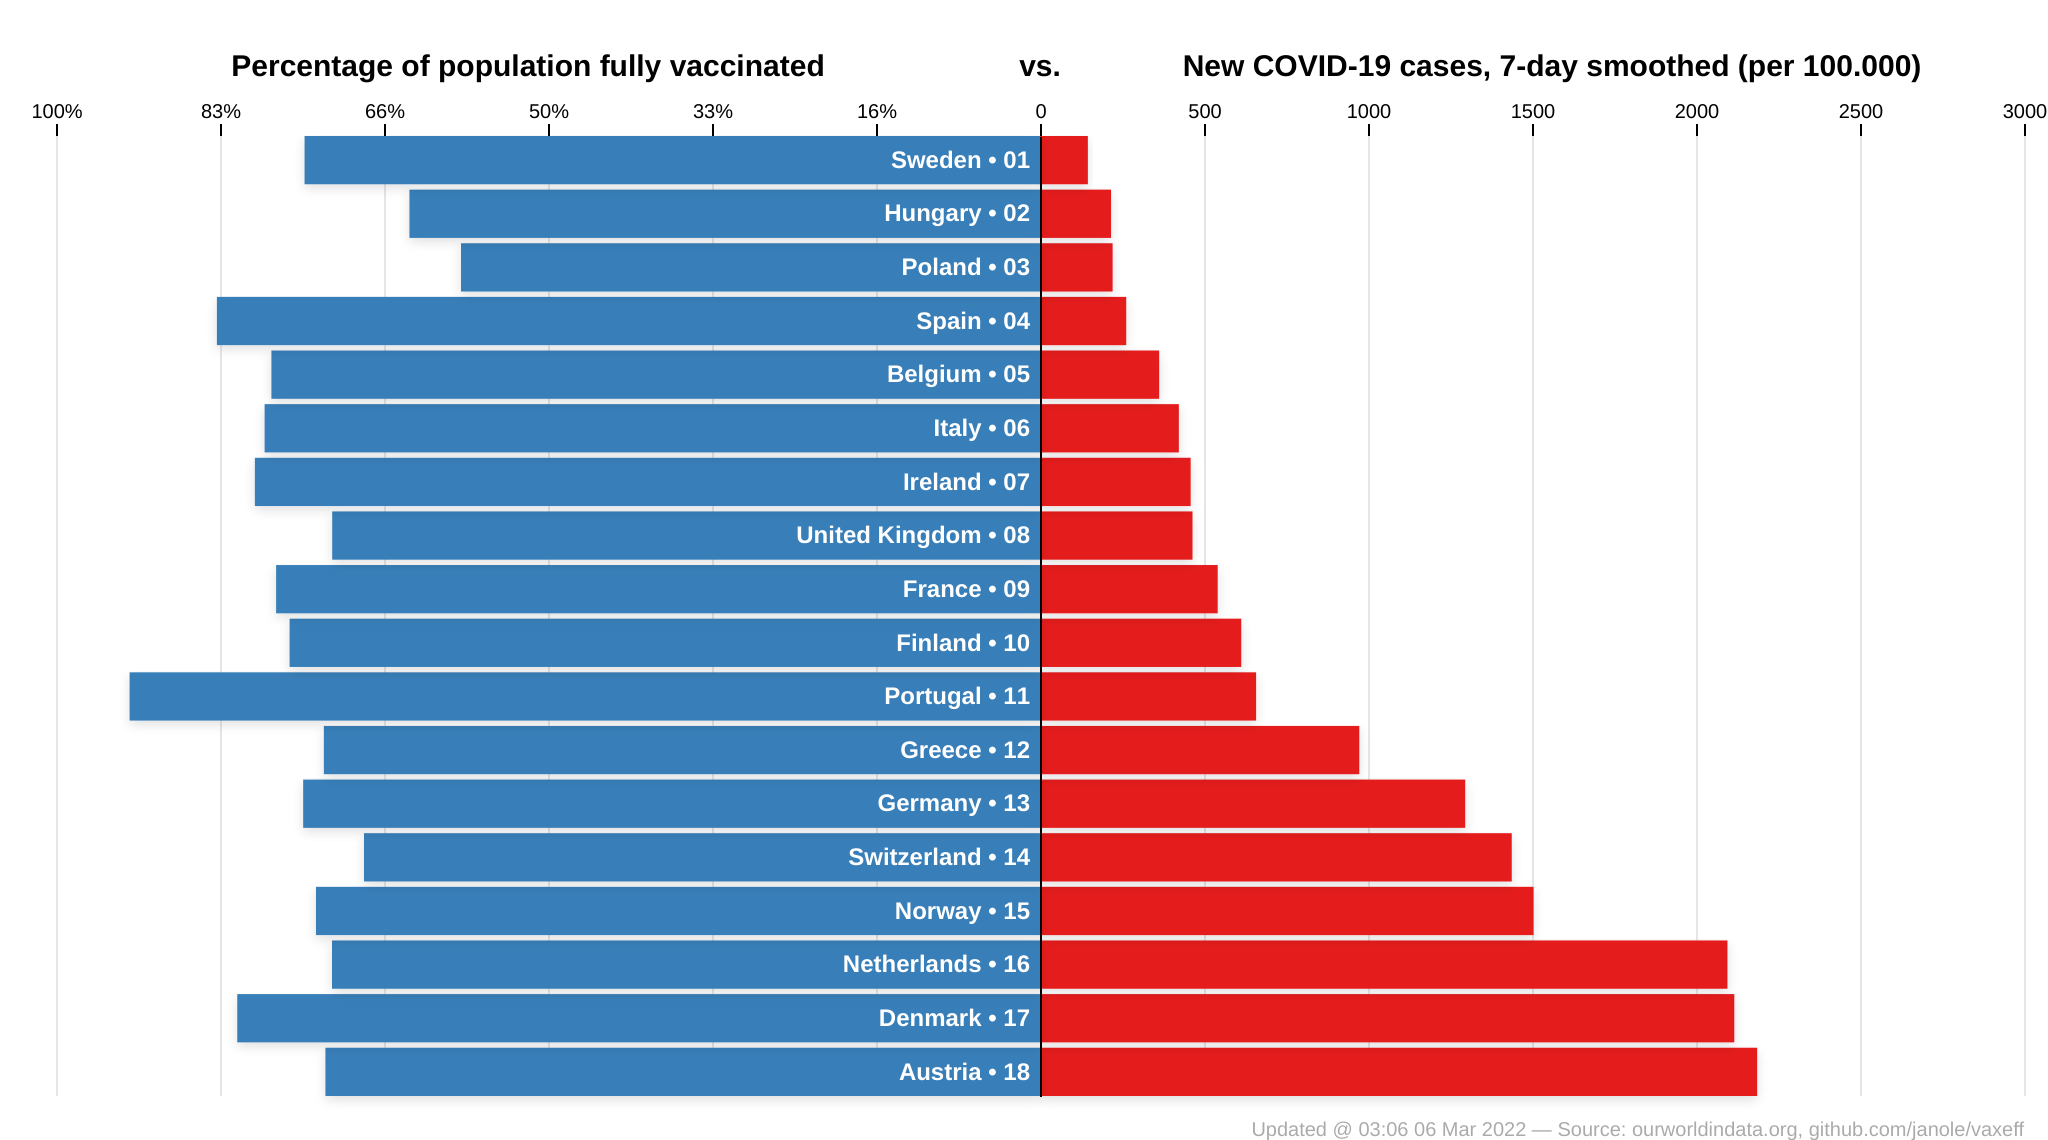 Percentage of population fully vaccinated vs. New COVID-19 cases, 7-day smoothed (per 100.000)
100% 83% 66% 50% 33% 16% 0 500 1000 1500 2000 2500 3000
Sweden • 01
Hungary • 02
Poland • 03
Spain • 04
Belgium • 05
Italy • 06
Ireland • 07
United Kingdom • 08
France • 09
Finland • 10
Portugal • 11
Greece • 12
Germany • 13
Switzerland • 14
Norway • 15
Netherlands • 16
Denmark • 17
Austria • 18
Updated @ 03:06 06 Mar 2022 — Source: ourworldindata.org, github.com/janole/vaxeff